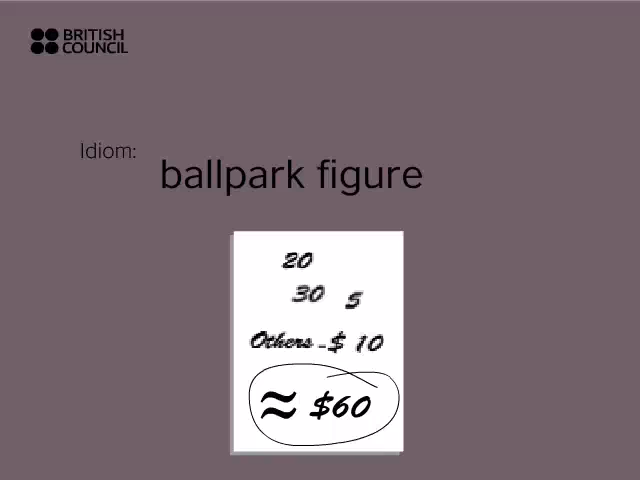 BRITISH
COUNCIL
Idiom:
ballpark figure
20
30 5
Others - $ 10
≈ $60